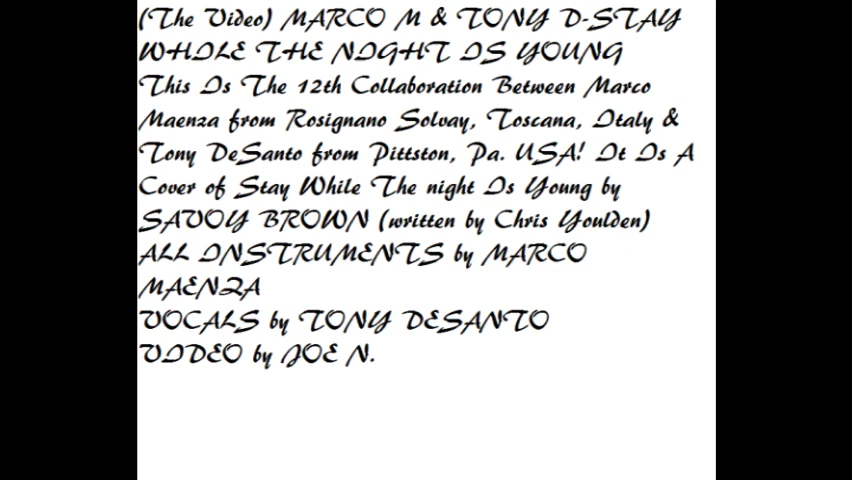 (The Video) MARCO M & TONY D-STAY
WHILE THE NIGHT IS YOUNG
This Is The 12th Collaboration Between Marco
Maenza from Rosignano Solvay, Toscana, Italy &
Tony DeSanto from Pittston, Pa. USA! It Is A
Cover of Stay While The night Is Young by
SAVOY BROWN (written by Chris Youlden)
ALL INSTRUMENTS by MARCO
MAENZA
VOCALS by TONY DESANTO
VIDEO by JOE N.